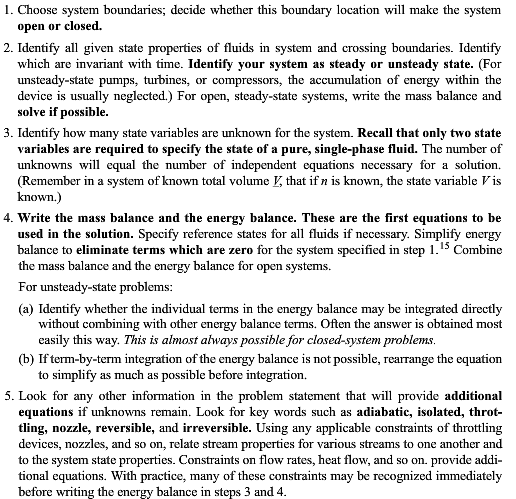 1. Choose system boundaries; decide whether this boundary location will make the system
open or closed.
2. Identify all given state properties of fluids in system and crossing boundaries. Identify
which are invariant with time. Identify your system as steady or unsteady state. (For
unsteady-state pumps, turbines, or compressors, the accumulation of energy within the
device is usually neglected.) For open, steady-state systems, write the mass balance and
solve if possible.
3. Identify how many state variables are unknown for the system. Recall that only two state
variables are required to specify the state of a pure, single-phase fluid. The number of
unknowns will equal the number of independent equations necessary for a solution.
(Remember in a system of known total volume V, that if n is known, the state variable V is
known.)
4. Write the mass balance and the energy balance. These are the first equations to be
used in the solution. Specify reference states for all fluids if necessary. Simplify energy
balance to eliminate terms which are zero for the system specified in step 1.15 Combine
the mass balance and the energy balance for open systems.
For unsteady-state problems:
(a) Identify whether the individual terms in the energy balance may be integrated directly
without combining with other energy balance terms. Often the answer is obtained most
easily this way. This is almost always possible for closed-system problems.
(b) If term-by-term integration of the energy balance is not possible, rearrange the equation
to simplify as much as possible before integration.
5. Look for any other information in the problem statement that will provide additional
equations if unknowns remain. Look for key words such as adiabatic, isolated, throt-
tling, nozzle, reversible, and irreversible. Using any applicable constraints of throttling
devices, nozzles, and so on, relate stream properties for various streams to one another and
to the system state properties. Constraints on flow rates, heat flow, and so on. provide addi-
tional equations. With practice, many of these constraints may be recognized immediately
before writing the energy balance in steps 3 and 4.